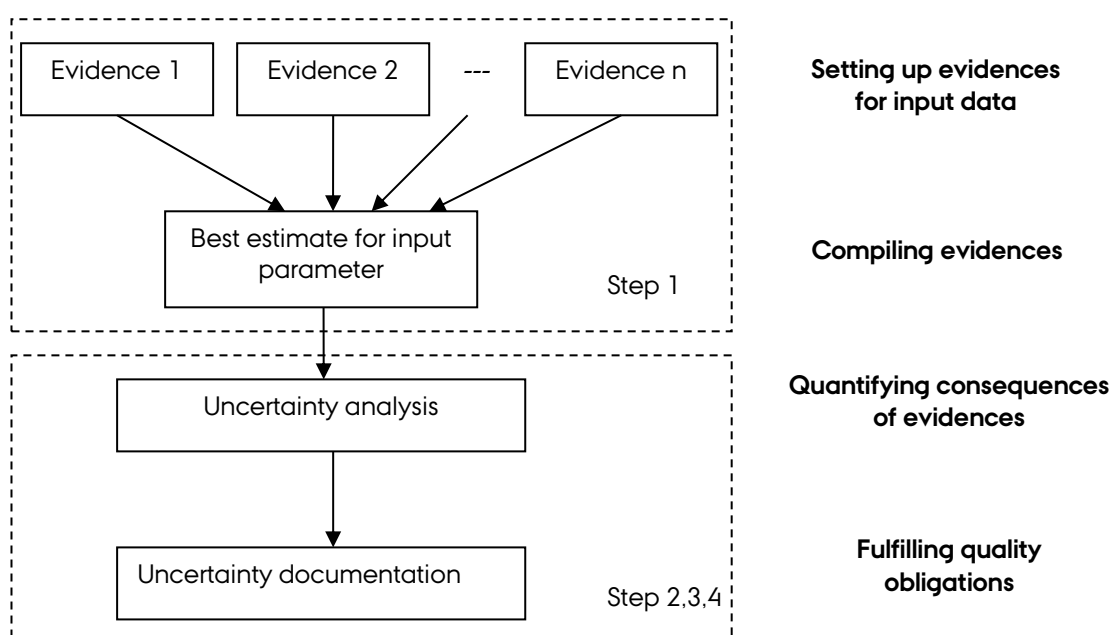 Evidence 1
Evidence 2
---
Evidence n
Setting up evidences
for input data
Best estimate for input
parameter
Step 1
Compiling evidences
Uncertainty analysis
Quantifying consequences
of evidences
Uncertainty documentation
Step 2,3,4
Fulfilling quality
obligations